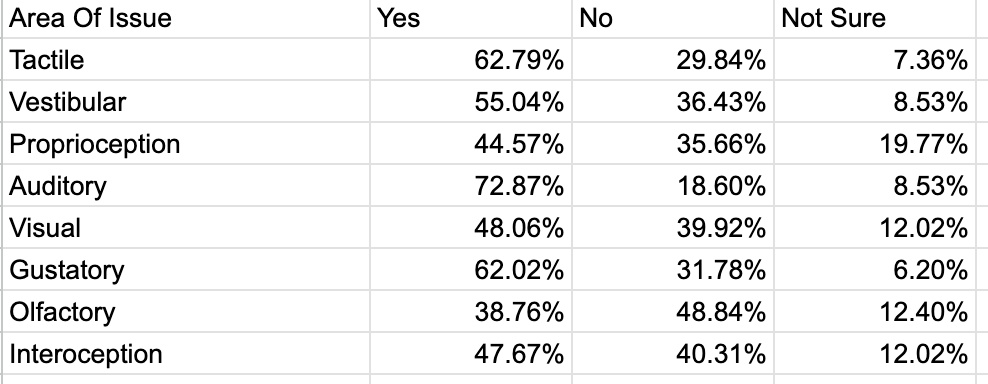 Area Of Issue Yes No Not Sure
Tactile 62.79% 29.84% 7.36%
Vestibular 55.04% 36.43% 8.53%
Proprioception 44.57% 35.66% 19.77%
Auditory 72.87% 18.60% 8.53%
Visual 48.06% 39.92% 12.02%
Gustatory 62.02% 31.78% 6.20%
Olfactory 38.76% 48.84% 12.40%
Interoception 47.67% 40.31% 12.02%